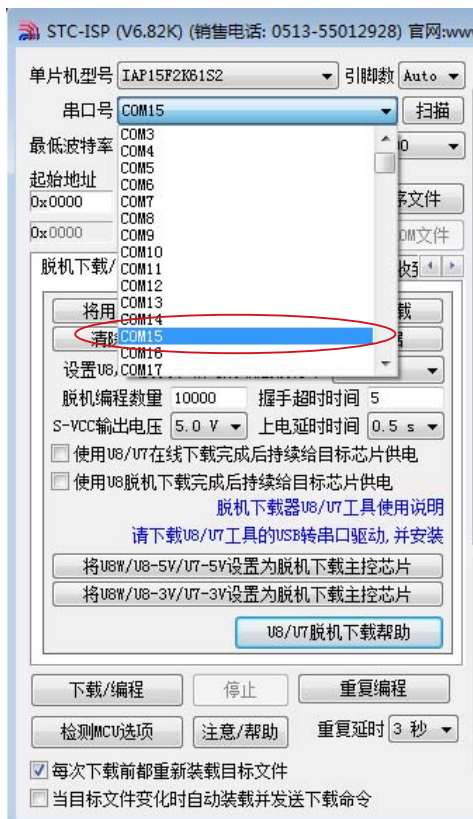 STC-ISP (V6.82K) (销售电话: 0513-55012928) 官网:www
单片机型号 IAP15F2K61S2 引脚数 Auto
串口号 COM15 扫描
最低波特率
COM3
COM4
COM5
COM6
COM7
COM8
COM9
COM10
COM11
COM12
COM13
COM14
COM15
COM16
COM17
起始地址
0x0000 序文件
0x0000 OM文件
脱机下载/
将用 载
清除
设置U8,
脱机编程数量 10000 握手超时时间 5
S-VCC输出电压 5.0 V 上电延时时间 0.5 s
使用U8/U7在线下载完成后持续给目标芯片供电
使用U8脱机下载完成后持续给目标芯片供电
脱机下载器U8/U7工具使用说明
请下载U8/U7工具的USB转串口驱动,并安装
将U8W/U8-5V/U7-5V设置为脱机下载主控芯片
将U8W/U8-3V/U7-3V设置为脱机下载主控芯片
U8/U7脱机下载帮助
下载/编程 停止 重复编程
检测MCU选项 注意/帮助 重复延时 3 秒
每次下载前都重新装载目标文件
当目标文件变化时自动装载并发送下载命令